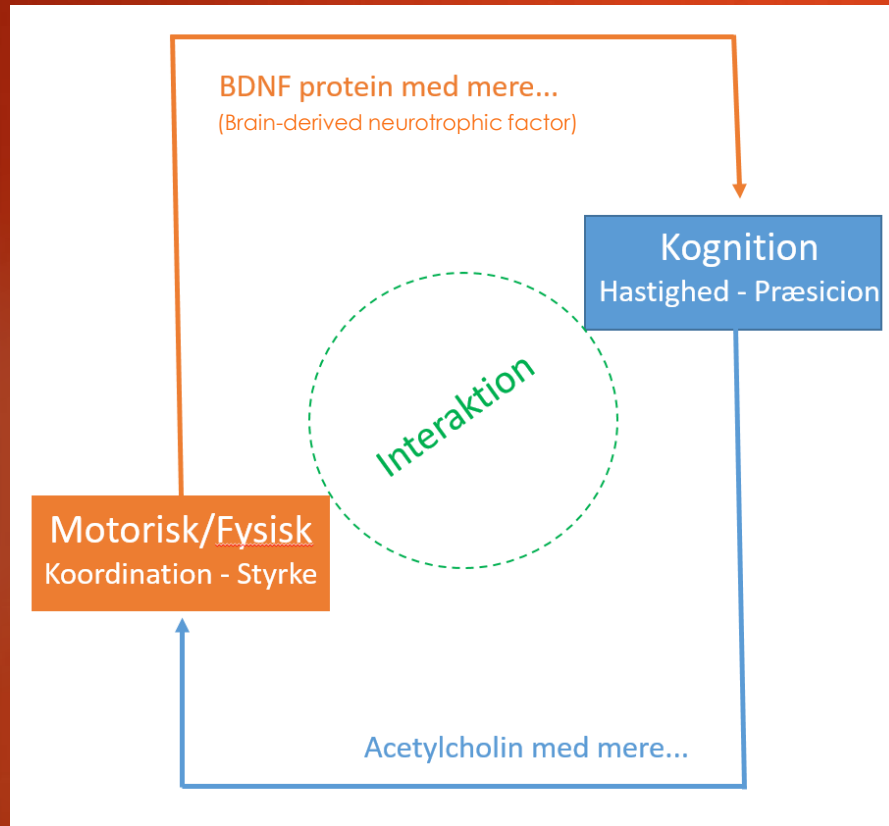 BDNF protein med mere...
(Brain-derived neurotrophic factor)
Kognition
Hastighed - Præsicion
Interaktion
Motorisk/Fysisk
Koordination - Styrke
Acetylcholin med mere...